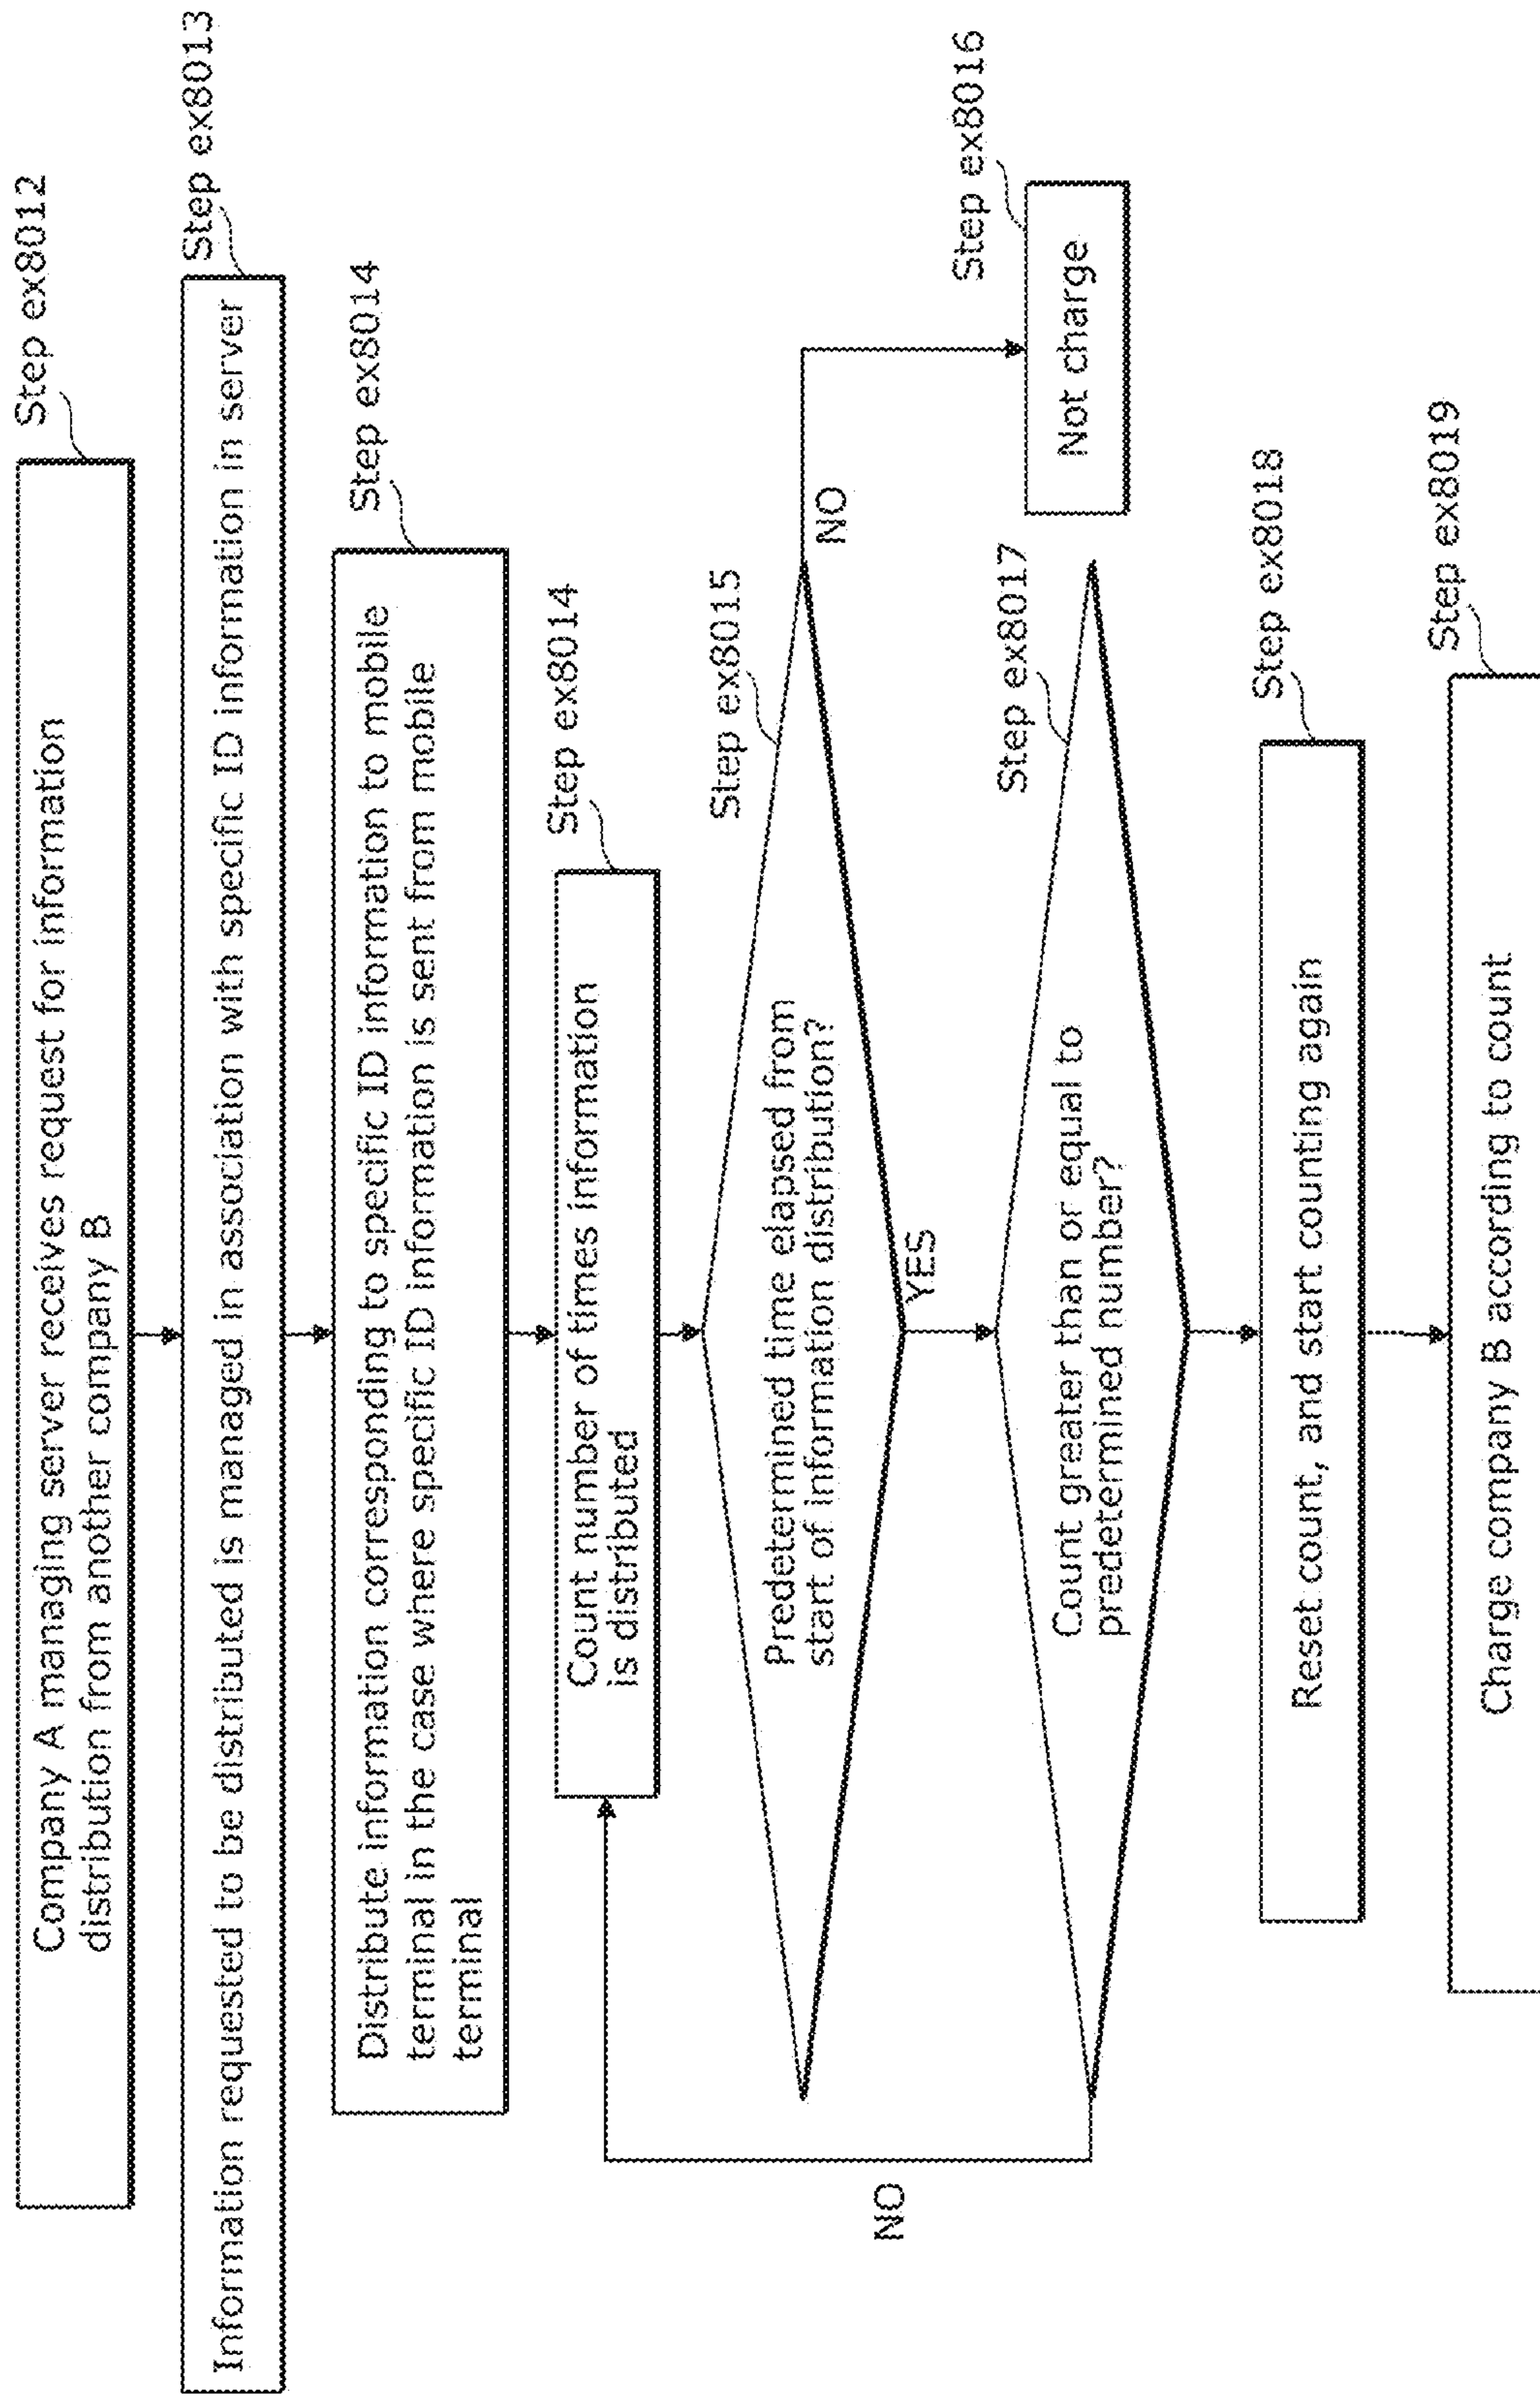 Step ex8012
Company A managing server receives request for information
distribution from another company B
Step ex8013
Information requested to be distributed is managed in association with specific ID information in server
Step ex8014
Distribute information corresponding to specific ID information to mobile
terminal in the case where specific ID information is sent from mobile
terminal
Step ex8014
Count number of times information
is distributed
Step ex8015
Predetermined time elapsed from
start of information distribution?
NO
YES
Step ex8016
Not charge
Step ex8017
Count greater than or equal to
predetermined number?
NO
Step ex8018
Reset count, and start counting again
Step ex8019
Charge company B according to count